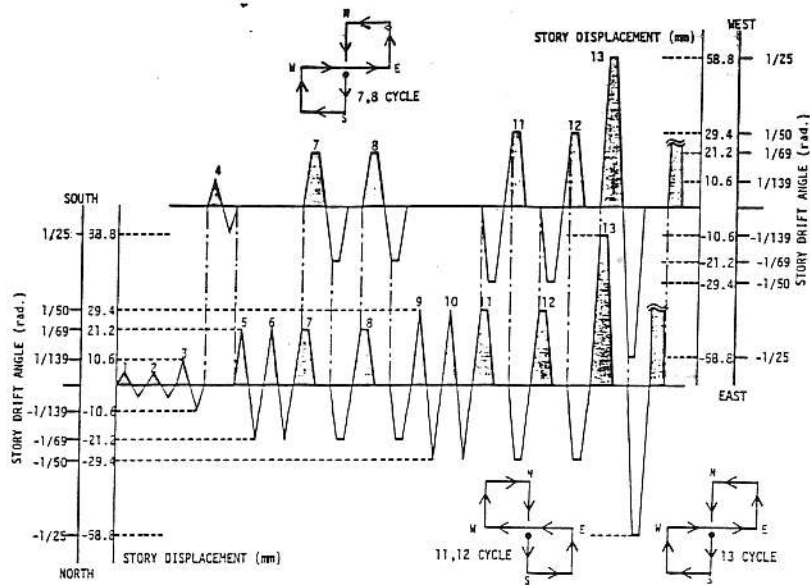 WEST
STORY DISPLACEMENT (mm)
N
W E
S
7,8 CYCLE
13
58.8 1/25
11 12
29.4 1/50
21.2 1/69
10.6 1/139
7 8
4
SOUTH
1/25 38.8
13
-10.6 -1/139
-21.2 -1/69
-29.4 -1/50
STORY DRIFT ANGLE (rad.)
1/50 29.4
9 10 11 12
1/69 21.2
5 6 7 8
1/139 10.6
2 3
-58.8 -1/25
EAST
-1/139 -10.6
-1/69 -21.2
-1/50 -29.4
STORY DRIFT ANGLE (rad.)
N
W E
S
11,12 CYCLE
N
W E
S
13 CYCLE
-1/25 -58.8
STORY DISPLACEMENT (mm)
NORTH